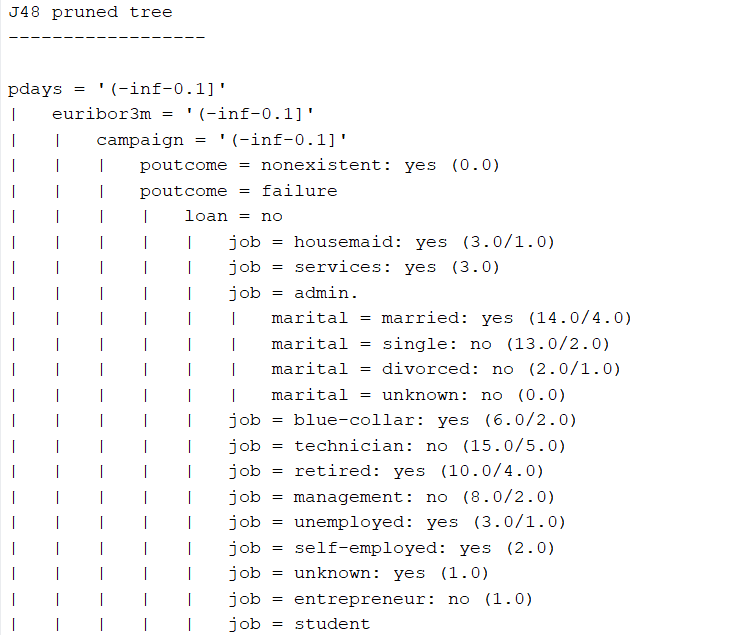 J48 pruned tree
------------------
pdays = '(-inf-0.1]'
|   euribor3m = '(-inf-0.1]'
|   |   campaign = '(-inf-0.1]'
|   |   |   poutcome = nonexistent: yes (0.0)
|   |   |   poutcome = failure
|   |   |   |   loan = no
|   |   |   |   |   job = housemaid: yes (3.0/1.0)
|   |   |   |   |   job = services: yes (3.0)
|   |   |   |   |   job = admin.
|   |   |   |   |   |   marital = married: yes (14.0/4.0)
|   |   |   |   |   |   marital = single: no (13.0/2.0)
|   |   |   |   |   |   marital = divorced: no (2.0/1.0)
|   |   |   |   |   |   marital = unknown: no (0.0)
|   |   |   |   |   job = blue-collar: yes (6.0/2.0)
|   |   |   |   |   job = technician: no (15.0/5.0)
|   |   |   |   |   job = retired: yes (10.0/4.0)
|   |   |   |   |   job = management: no (8.0/2.0)
|   |   |   |   |   job = unemployed: yes (3.0/1.0)
|   |   |   |   |   job = self-employed: yes (2.0)
|   |   |   |   |   job = unknown: yes (1.0)
|   |   |   |   |   job = entrepreneur: no (1.0)
|   |   |   |   |   job = student